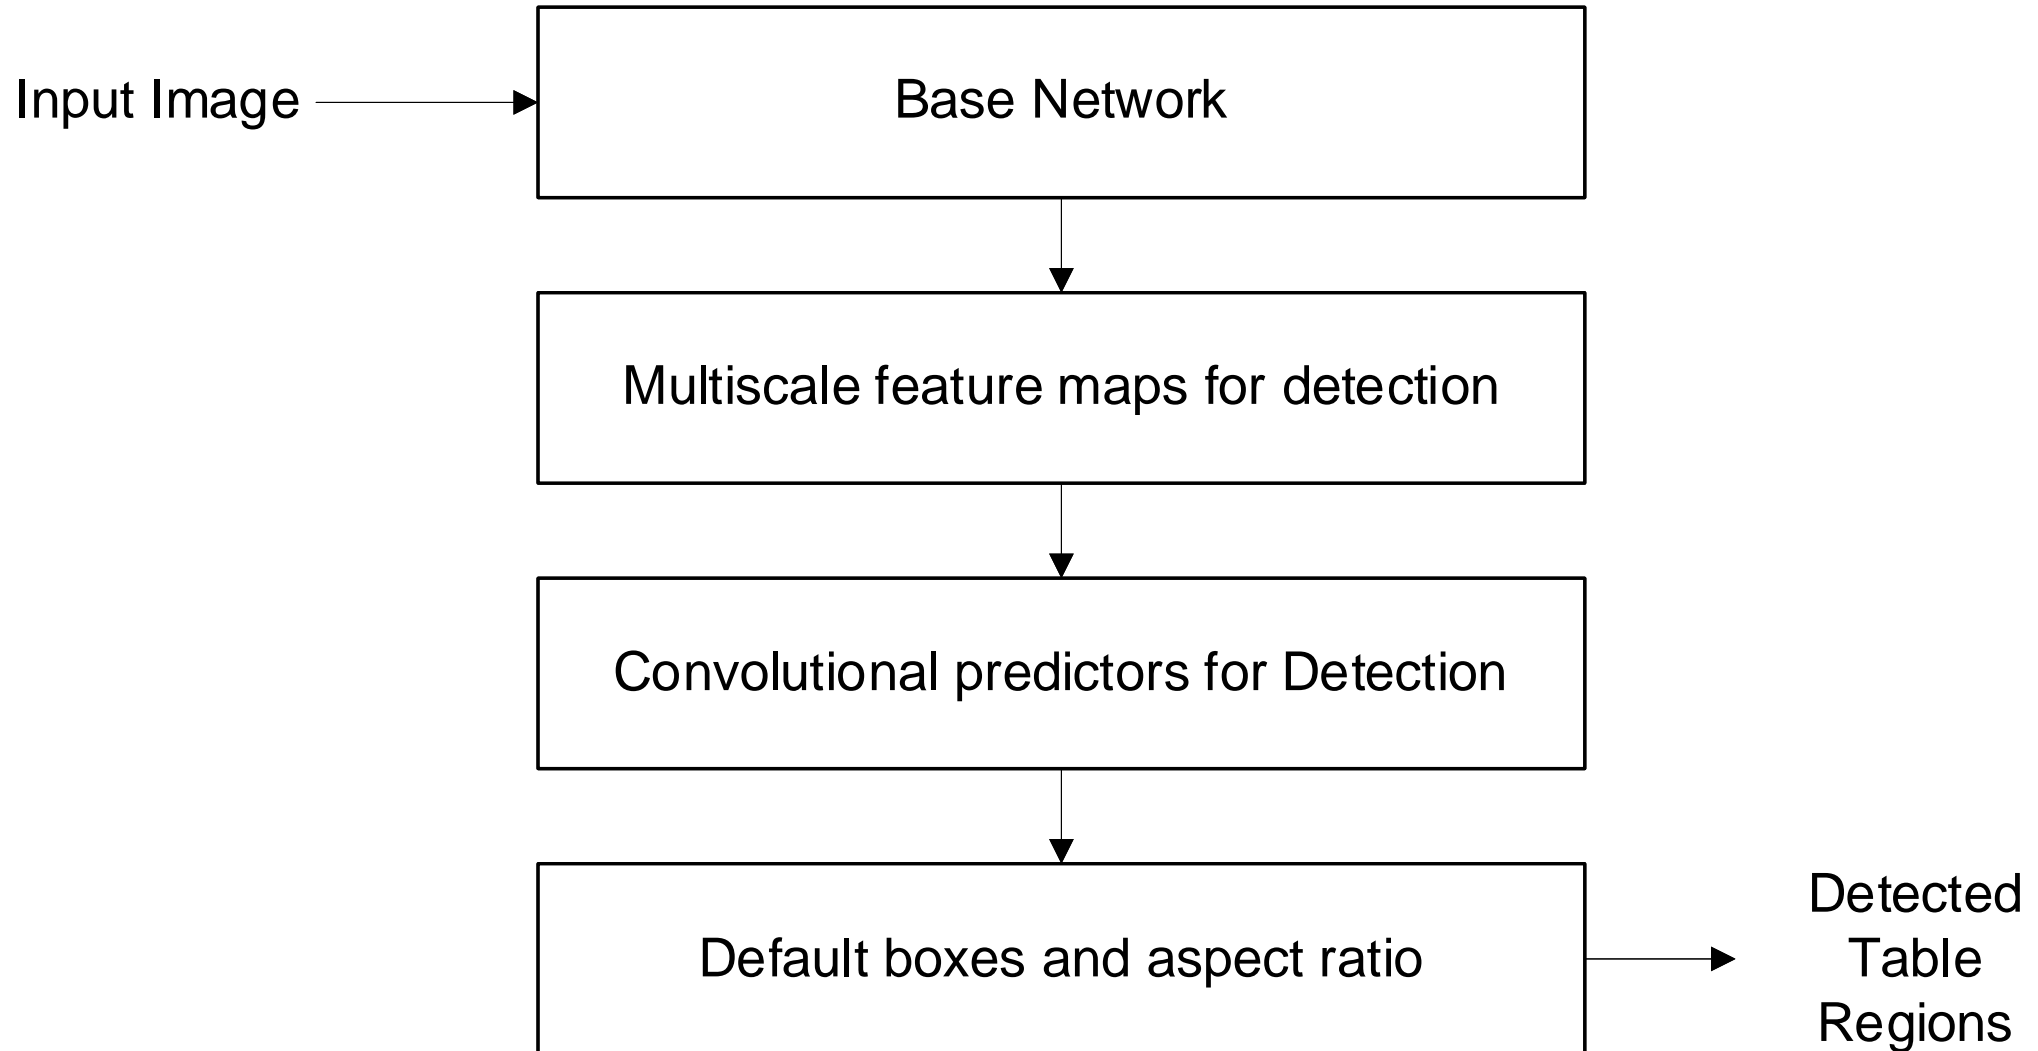 Input Image
Base Network
Multiscale feature maps for detection
Convolutional predictors for Detection
Default boxes and aspect ratio
Detected
Table
Regions